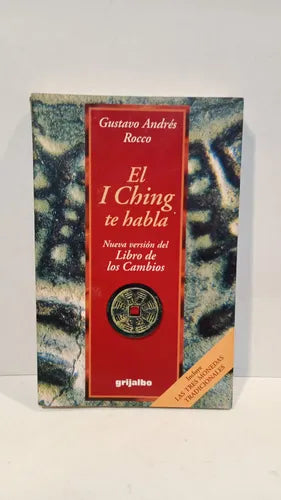 Gustavo Andrés
Rocco
El
I Ching
te habla
Nueva versión del
Libro de
los Cambios
grijalbo
Incluye
LAS TRES MONEDAS
TRADICIONALES